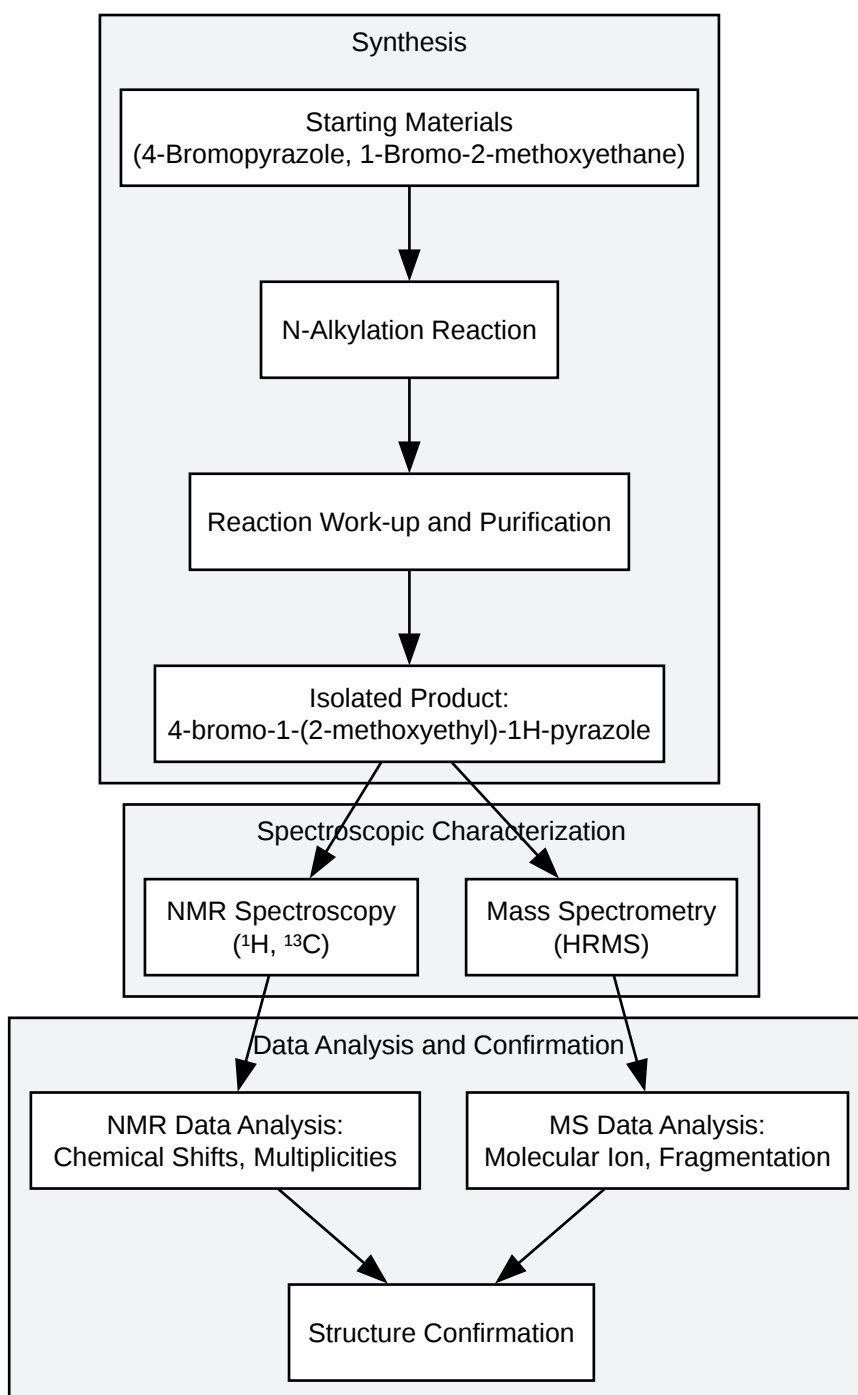 Synthesis
Starting Materials
(4-Bromopyrazole, 1-Bromo-2-methoxyethane)
N-Alkylation Reaction
Reaction Work-up and Purification
Isolated Product:
4-bromo-1-(2-methoxyethyl)-1H-pyrazole
Spectroscopic Characterization
NMR Spectroscopy
(¹H, ¹³C)
Mass Spectrometry
(HRMS)
Data Analysis and Confirmation
NMR Data Analysis:
Chemical Shifts, Multiplicities
MS Data Analysis:
Molecular Ion, Fragmentation
Structure Confirmation